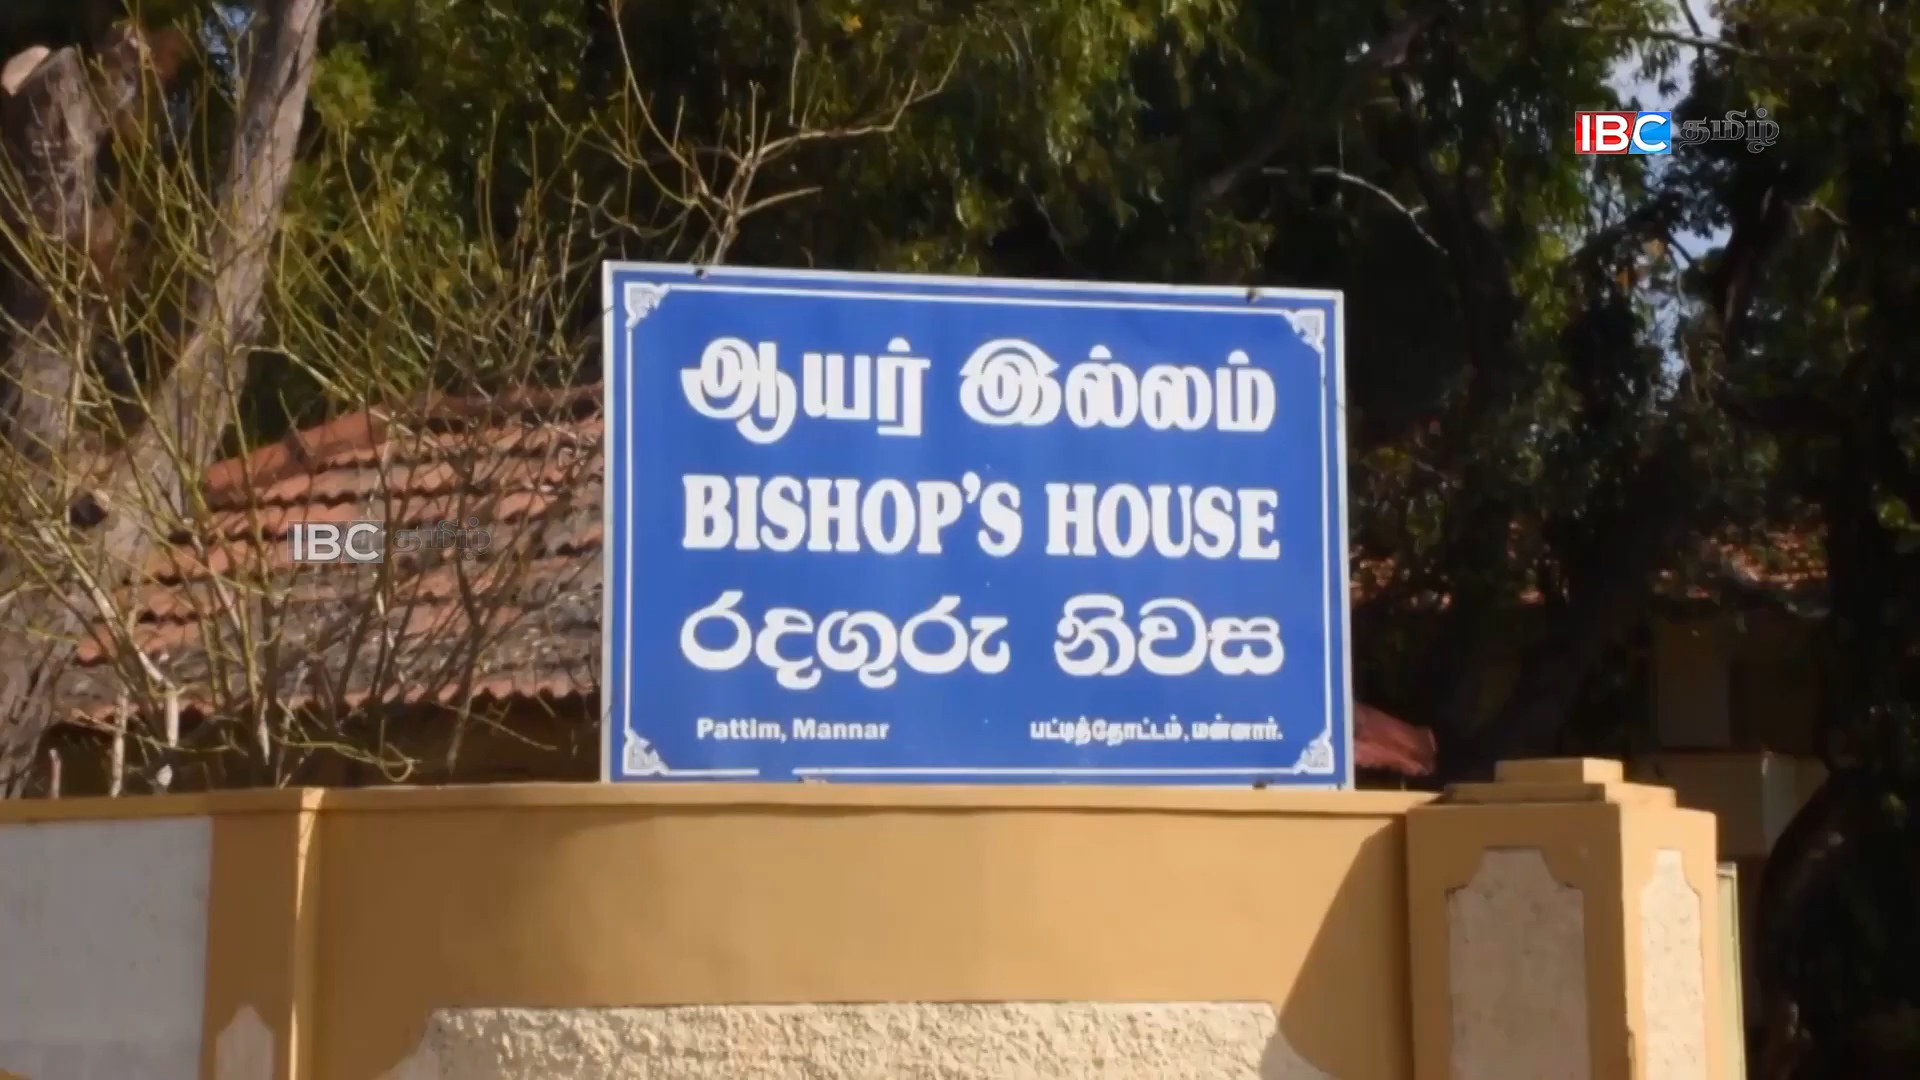 IBC தமிழ்
ஆயர் இல்லம்
BISHOP'S HOUSE
IBC தமிழ்
රදගුරු නිවස
Pattim, Mannar
பட்டித்தோட்டம், மன்னார்.